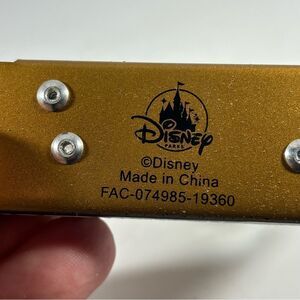 Disney
PARKS
©Disney
Made in China
FAC-074985-19360